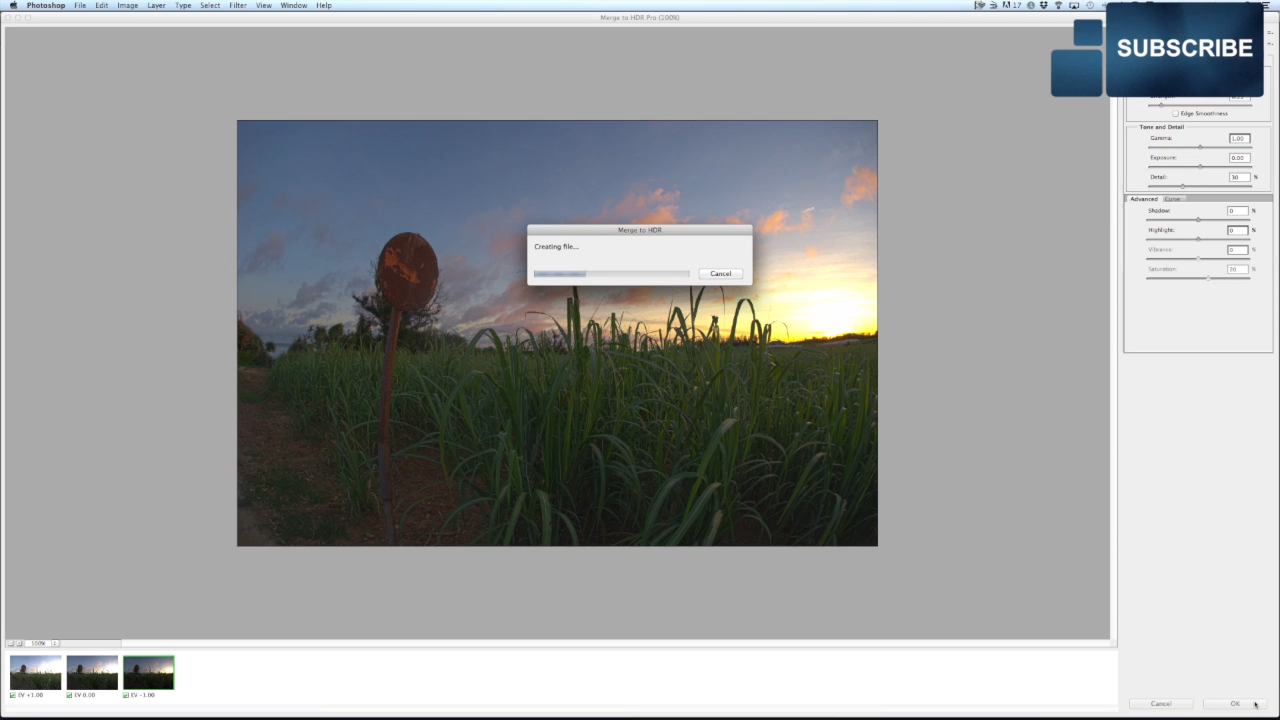 Photoshop File Edit Image Layer Type Select Filter View Window Help
17
Merge to HDR Pro (100%)
SUBSCRIBE
Edge Smoothness
Tone and Detail
Gamma: 1.00
Exposure: 0.00
Detail: 30 %
Advanced Curve
Shadow: 0 %
Highlight: 0 %
Vibrance: 0 %
Saturation: 20 %
Merge to HDR
Creating file...
Cancel
100%
EV +1.00 EV 0.00 EV -1.00
Cancel OK